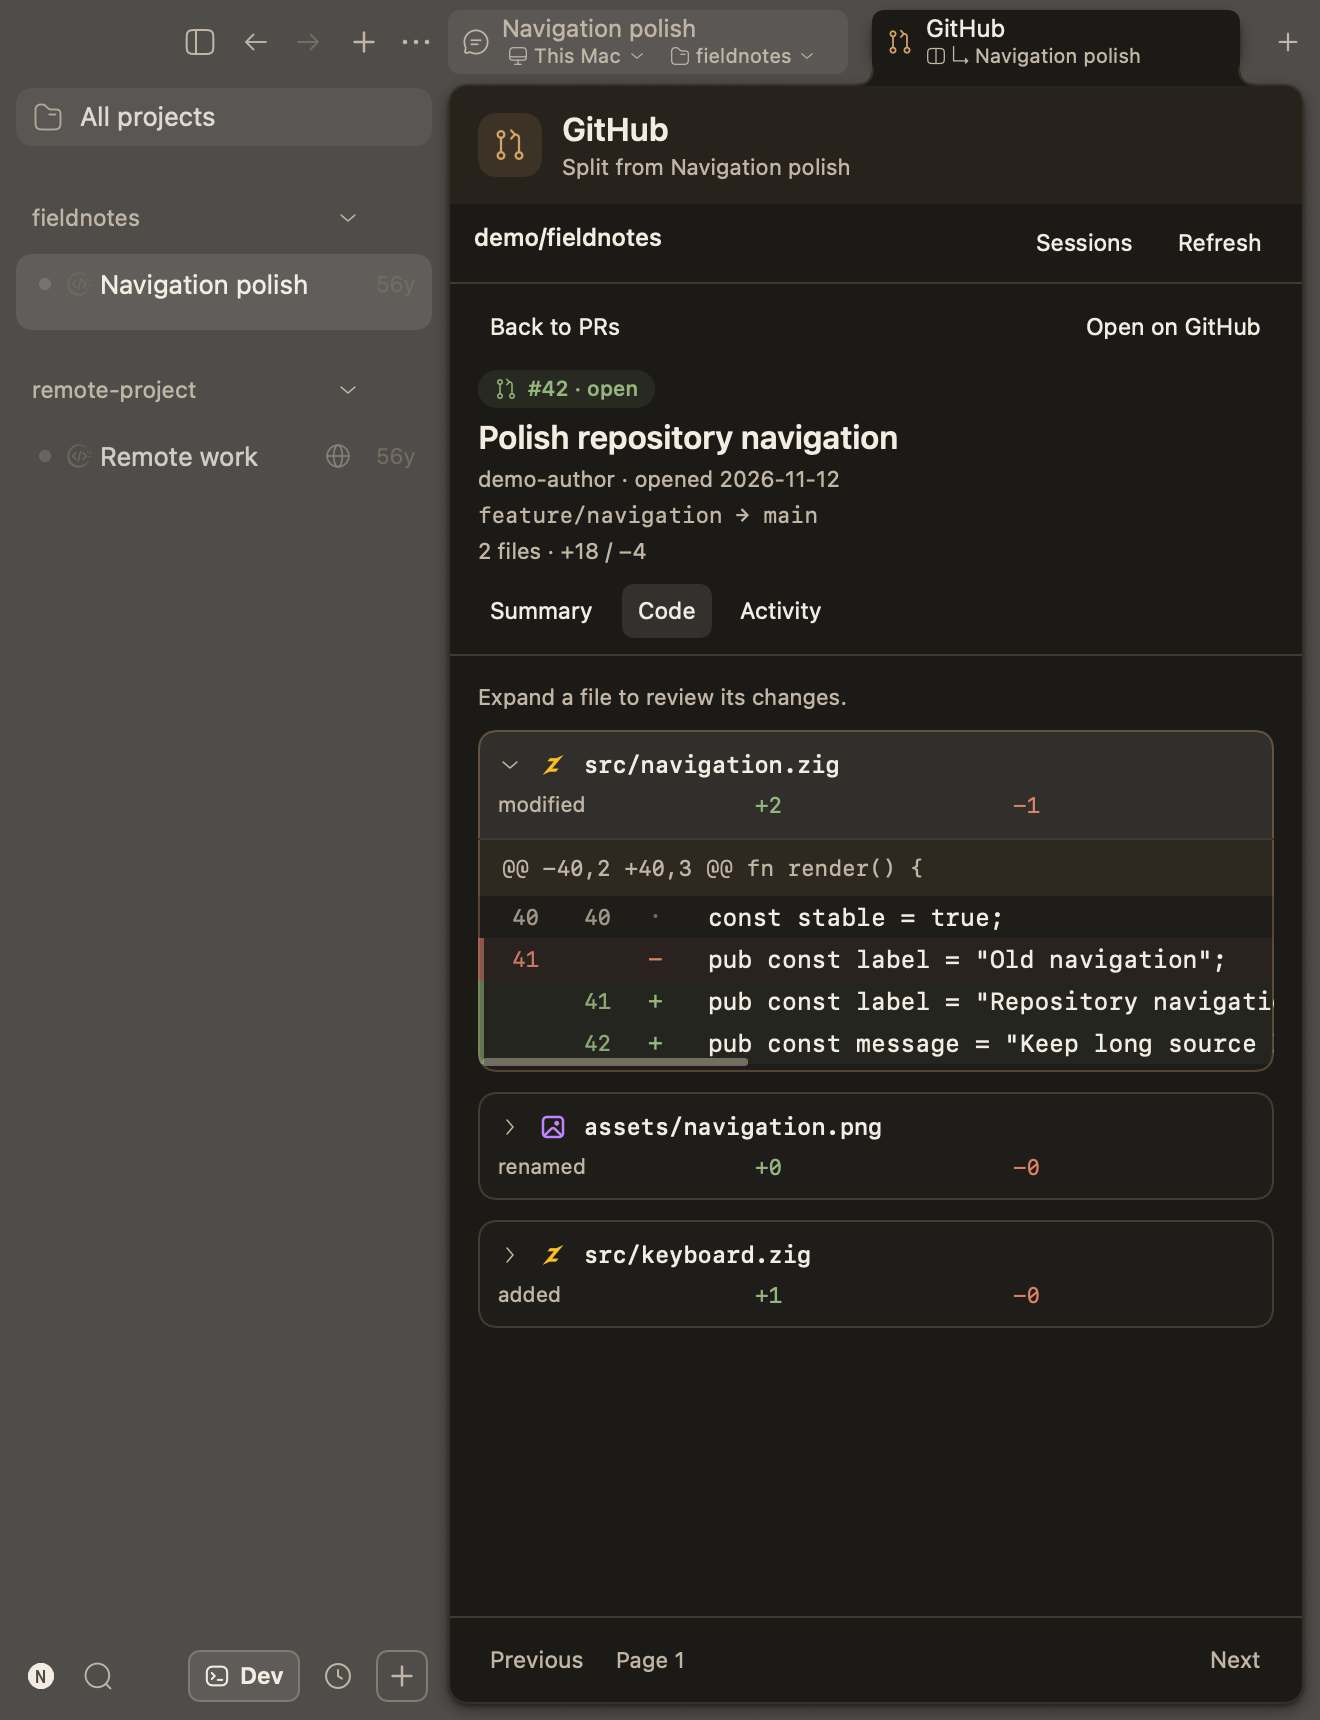 Navigation polish
This Mac fieldnotes
GitHub
Navigation polish
All projects
fieldnotes
Navigation polish 56y
remote-project
Remote work 56y
N
Dev
GitHub
Split from Navigation polish
demo/fieldnotes
Sessions Refresh
Back to PRs Open on GitHub
#42 · open
Polish repository navigation
demo-author · opened 2026-11-12
feature/navigation → main
2 files · +18 / −4
Summary Code Activity
Expand a file to review its changes.
src/navigation.zig
modified +2 −1
@@ −40,2 +40,3 @@ fn render() {
40 40 · const stable = true;
41 − pub const label = "Old navigation";
41 + pub const label = "Repository navigati
42 + pub const message = "Keep long source
assets/navigation.png
renamed +0 −0
src/keyboard.zig
added +1 −0
Previous Page 1 Next